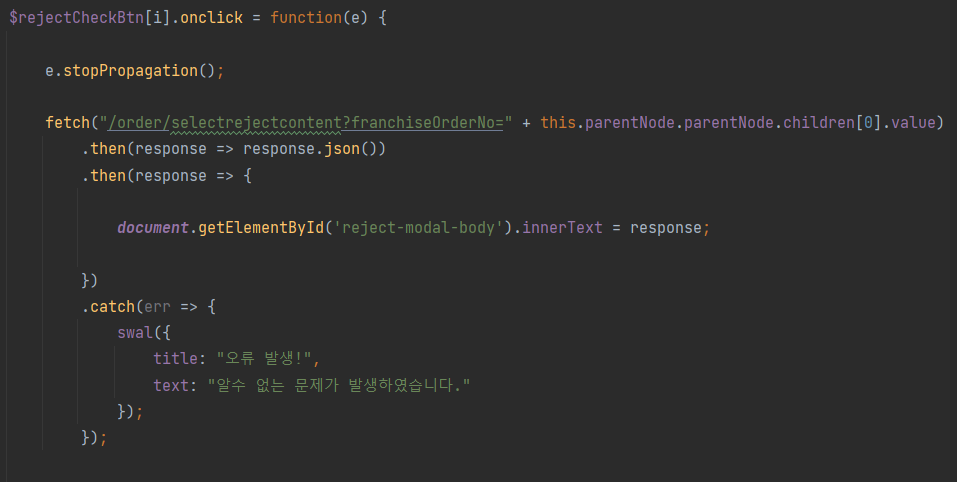 $rejectCheckBtn[i].onclick = function(e) {
e.stopPropagation();
fetch("/order/selectrejectcontent?franchiseOrderNo=" + this.parentNode.parentNode.children[0].value)
.then(response => response.json())
.then(response => {
document.getElementById('reject-modal-body').innerText = response;
})
.catch(err => {
swal({
title: "오류 발생!",
text: "알수 없는 문제가 발생하였습니다."
});
});